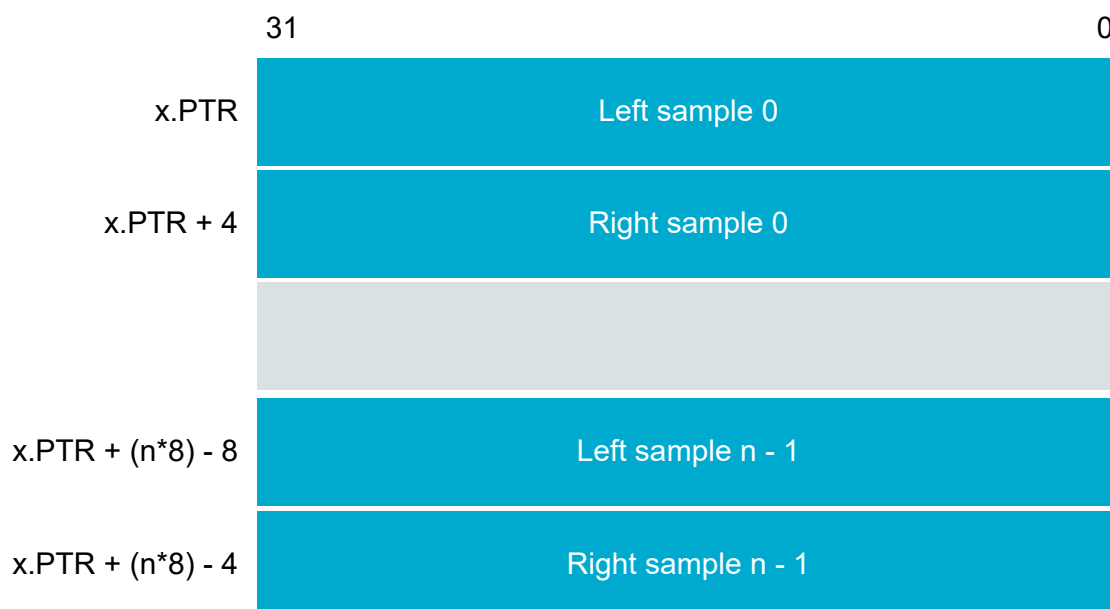 31 0
x.PTR Left sample 0
x.PTR + 4 Right sample 0
x.PTR + (n*8) - 8 Left sample n - 1
x.PTR + (n*8) - 4 Right sample n - 1